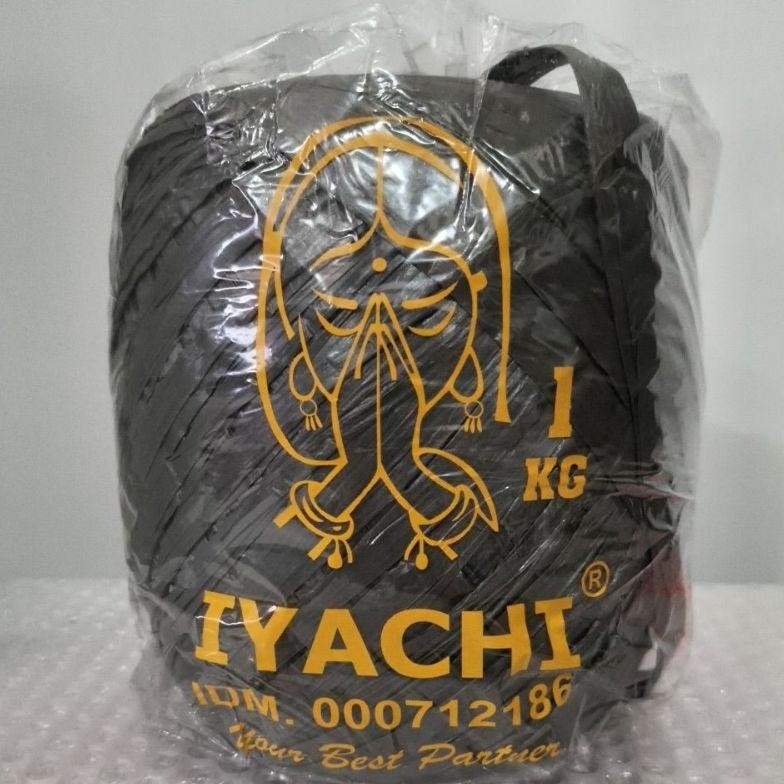 1
KG
IYACHI ®
IDM. 000712186
Your Best Partner